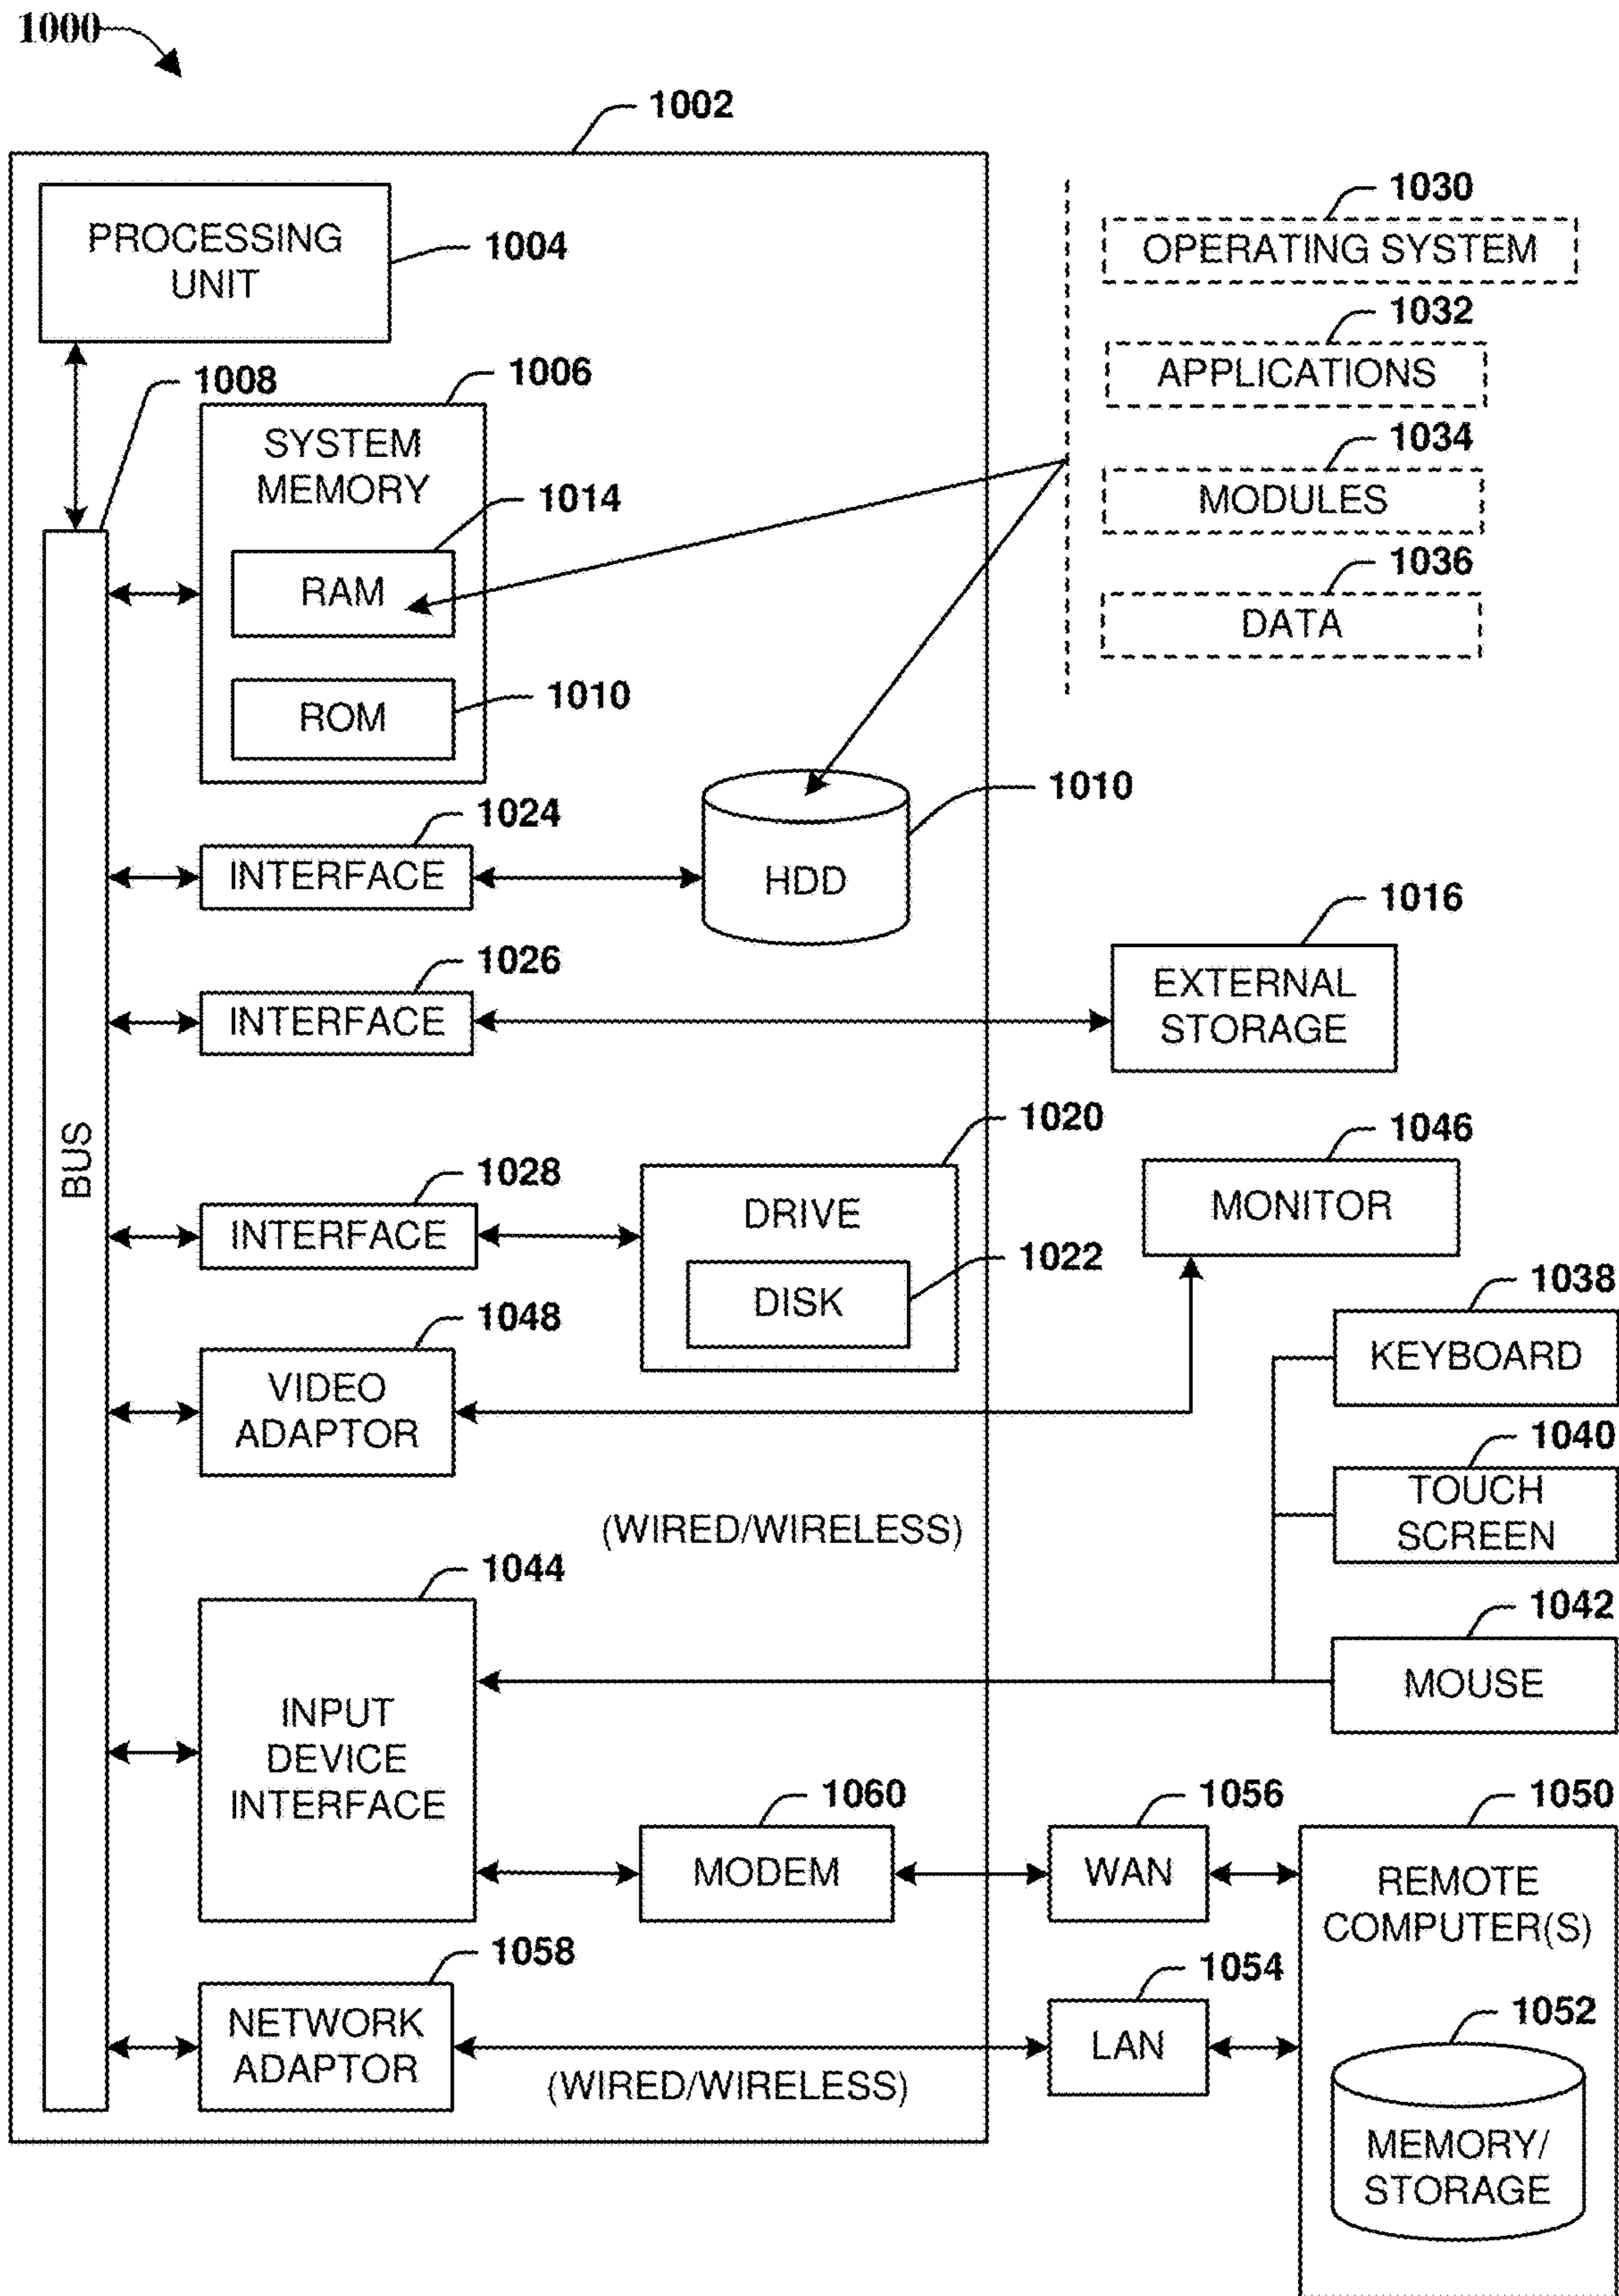 1000
1002
PROCESSING
UNIT
1004
1030
OPERATING SYSTEM
1032
APPLICATIONS
1034
MODULES
1036
DATA
1008
1006
SYSTEM
MEMORY
1014
RAM
1010
ROM
1024
INTERFACE
1010
HDD
1026
INTERFACE
1016
EXTERNAL
STORAGE
BUS
1028
INTERFACE
1020
DRIVE
1022
DISK
1046
MONITOR
1048
VIDEO
ADAPTOR
1038
KEYBOARD
1040
TOUCH
SCREEN
(WIRED/WIRELESS)
1042
MOUSE
1044
INPUT
DEVICE
INTERFACE
1060
MODEM
1056
WAN
1050
REMOTE
COMPUTER(S)
1058
NETWORK
ADAPTOR
(WIRED/WIRELESS)
1054
LAN
1052
MEMORY/
STORAGE